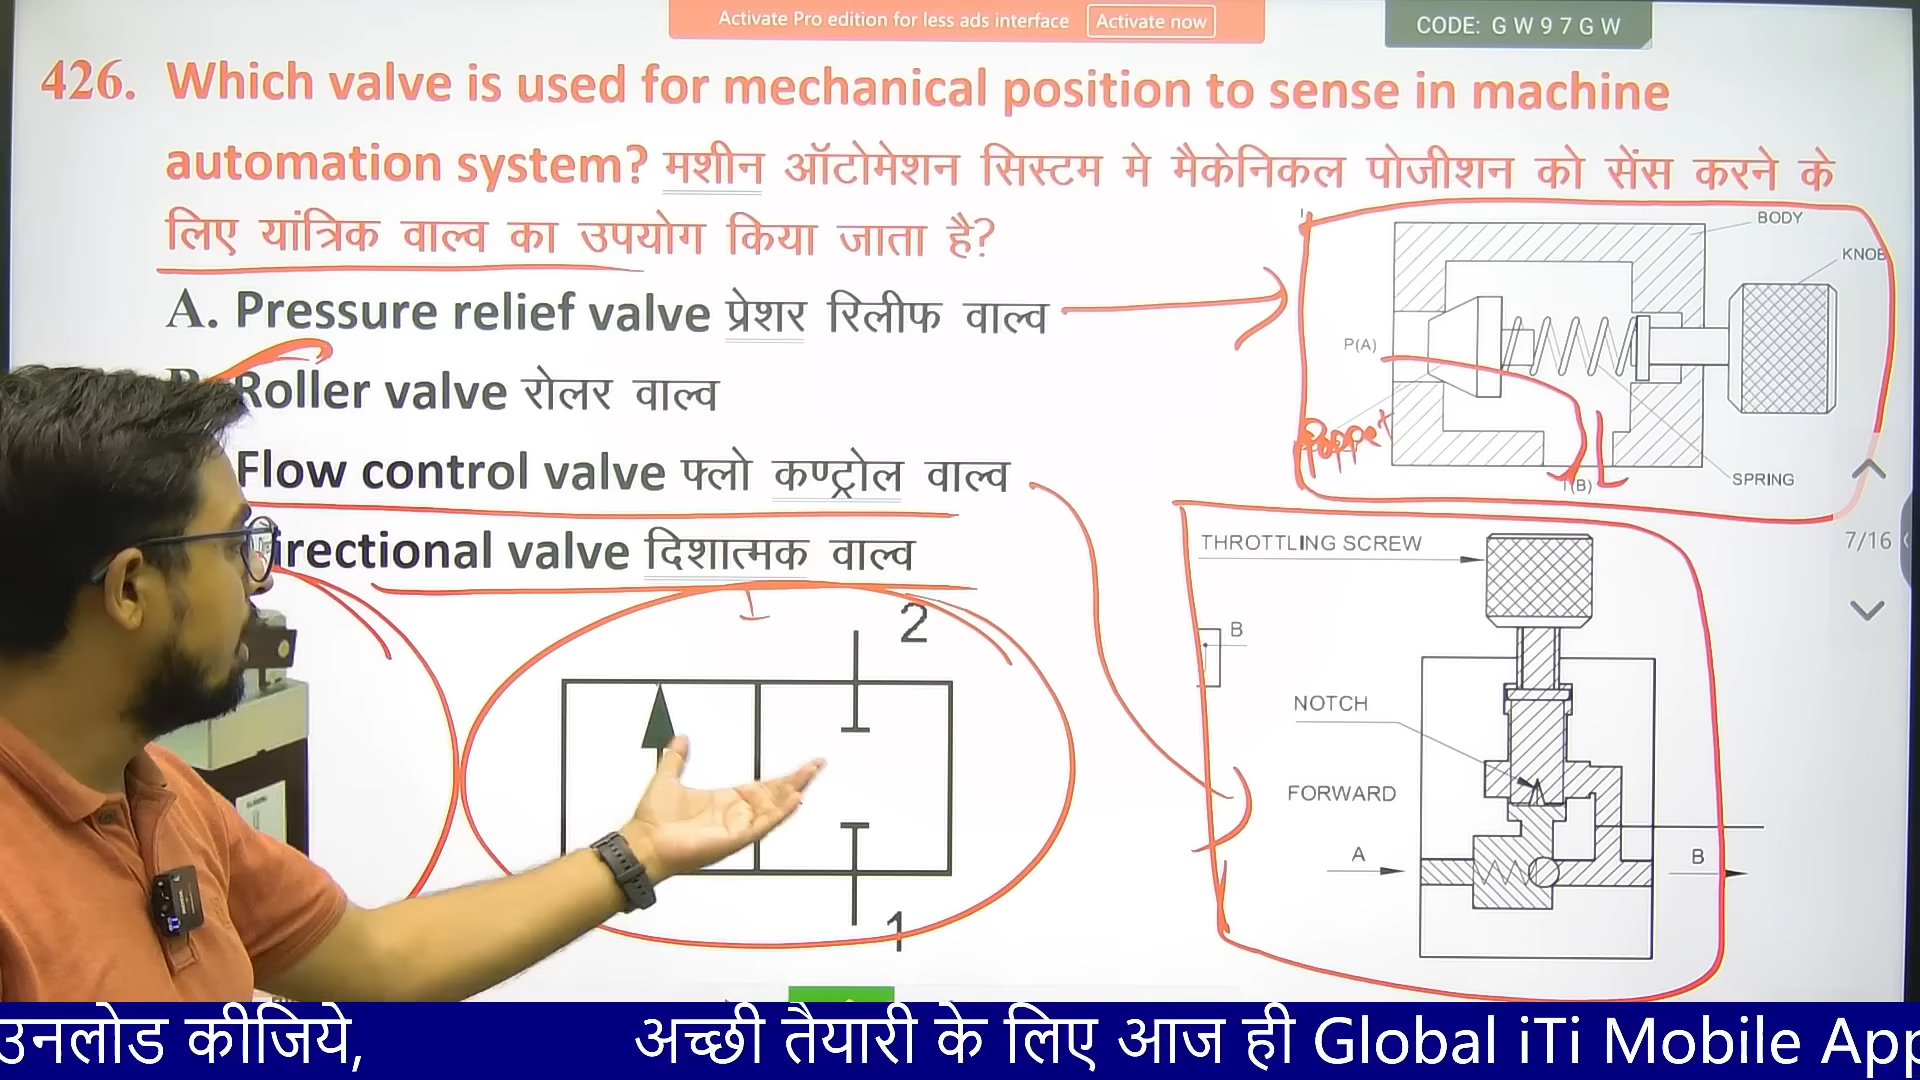 Activate Pro edition for less ads interface Activate now
CODE: G W 9 7 G W
426. Which valve is used for mechanical position to sense in machine
automation system? मशीन ऑटोमेशन सिस्टम मे मैकेनिकल पोजीशन को सेंस करने के
लिए यांत्रिक वाल्व का उपयोग किया जाता है?
A. Pressure relief valve प्रेशर रिलीफ वाल्व
Roller valve रोलर वाल्व
Flow control valve फ्लो कण्ट्रोल वाल्व
irectional valve दिशात्मक वाल्व
BODY
KNOB
P(A)
Poppet
SPRING
(B)
7/16
THROTTLING SCREW
B
NOTCH
FORWARD
A
B
2
1
उनलोड कीजिये, अच्छी तैयारी के लिए आज ही Global iTi Mobile App